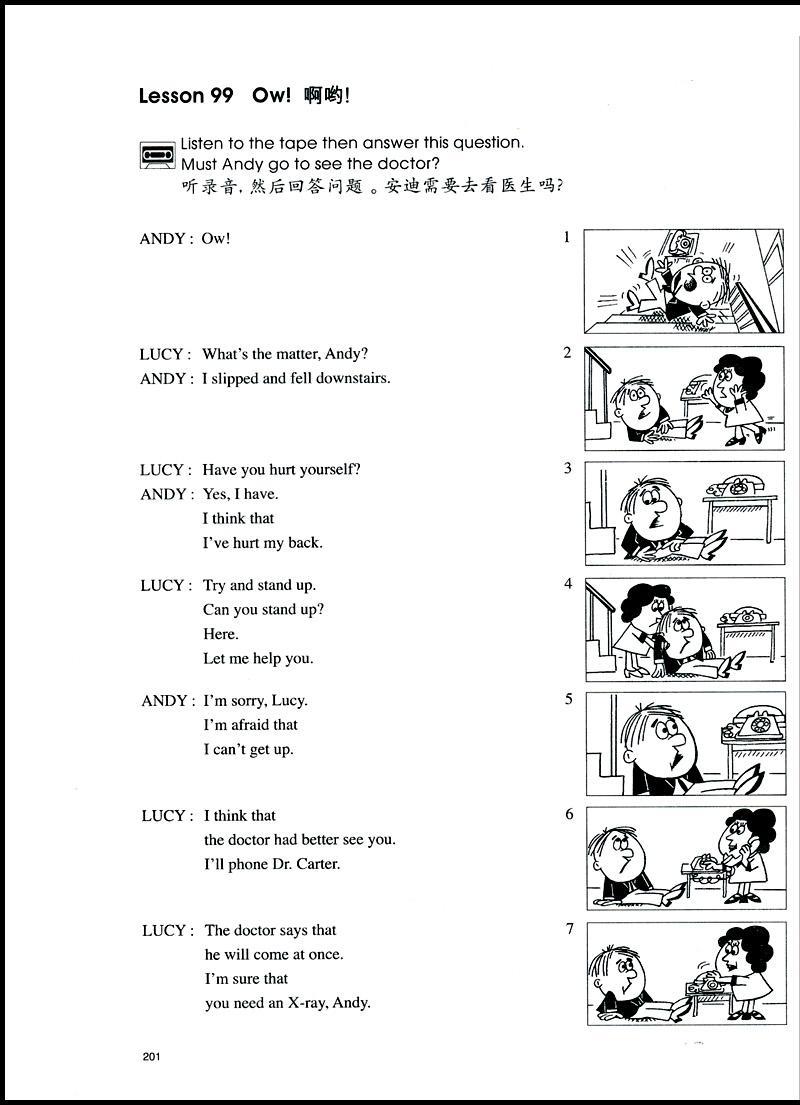 Lesson 99 Ow! 啊哟!
Listen to the tape then answer this question.
Must Andy go to see the doctor?
听录音, 然后回答问题。安迪需要去看医生吗?
ANDY : Ow!
1
LUCY : What's the matter, Andy?
2
ANDY : I slipped and fell downstairs.
LUCY : Have you hurt yourself?
3
ANDY : Yes, I have.
I think that
I've hurt my back.
LUCY : Try and stand up.
4
Can you stand up?
Here.
Let me help you.
ANDY : I'm sorry, Lucy.
5
I'm afraid that
I can't get up.
LUCY : I think that
6
the doctor had better see you.
I'll phone Dr. Carter.
LUCY : The doctor says that
7
he will come at once.
I'm sure that
you need an X-ray, Andy.
201